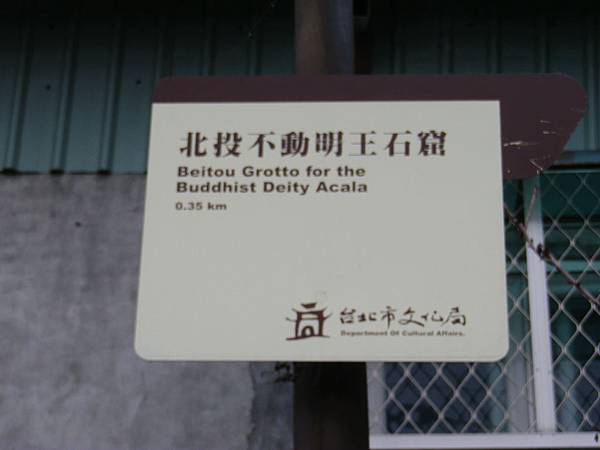 北投不動明王石窟
Beitou Grotto for the
Buddhist Deity Acala
0.35 km
台北市文化局
Department Of Cultural Affairs.